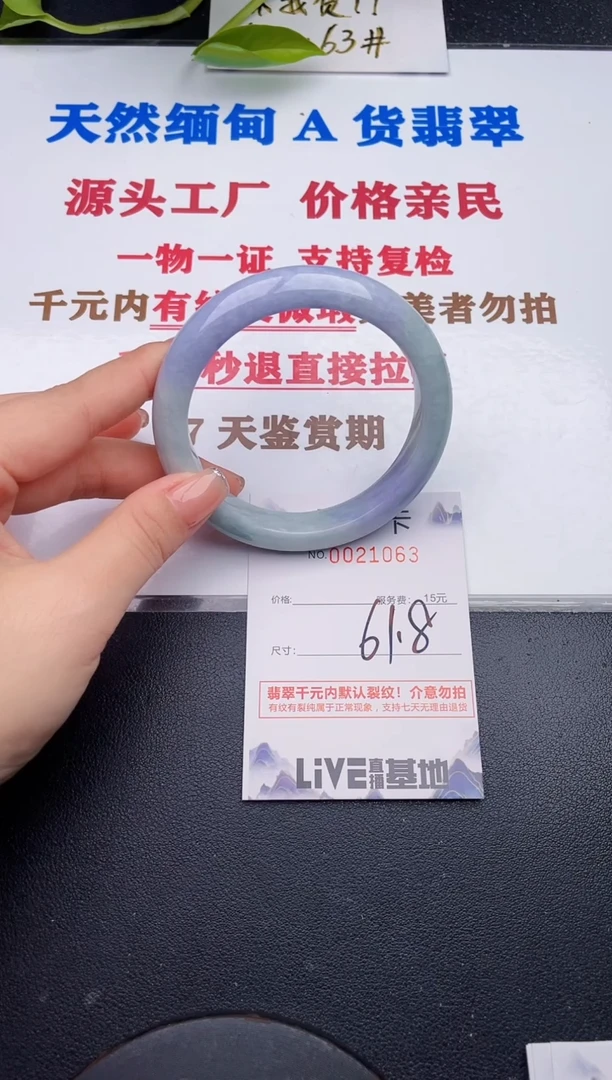 63#
天然缅甸 A 货翡翠
源头工厂 价格亲民
一物一证 支持复检
千元内有 微瑕 美者勿拍
秒退直接拉
7 天鉴赏期
卡
NO.0021063
价格: 服务费: 15元
尺寸: 61.8
翡翠千元内默认裂纹！介意勿拍
有纹有裂纯属于正常现象，支持七天无理由退货
LiVE直播基地